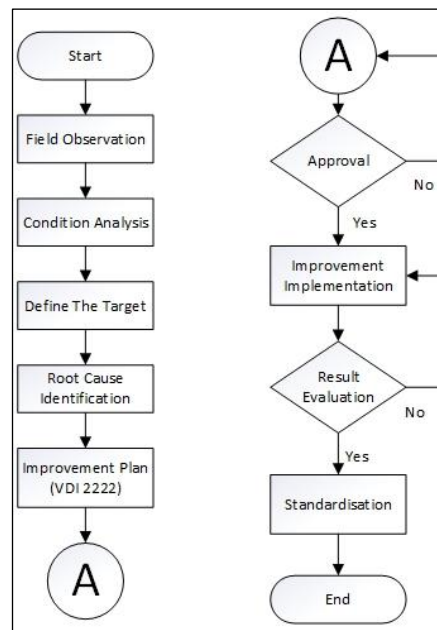 Start
Field Observation
Condition Analysis
Define The Target
Root Cause
Identification
Improvement Plan
(VDI 2222)
A
A
Approval
No
Yes
Improvement
Implementation
Result
Evaluation
No
Yes
Standardisation
End